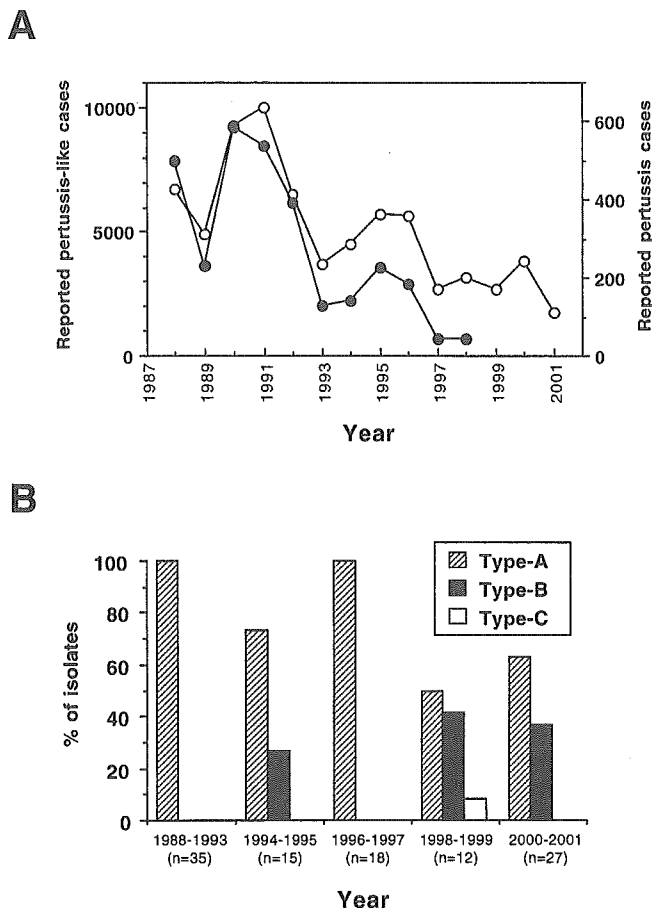 A
Reported pertussis-like cases
10000
5000
0
Reported pertussis cases
600
400
200
0
1987
1989
1991
1993
1995
1997
1999
2001
Year
B
% of isolates
100
80
60
40
20
0
Type-A
Type-B
Type-C
1988-1993 1994-1995 1996-1997 1998-1999 2000-2001
(n=35) (n=15) (n=18) (n=12) (n=27)
Year